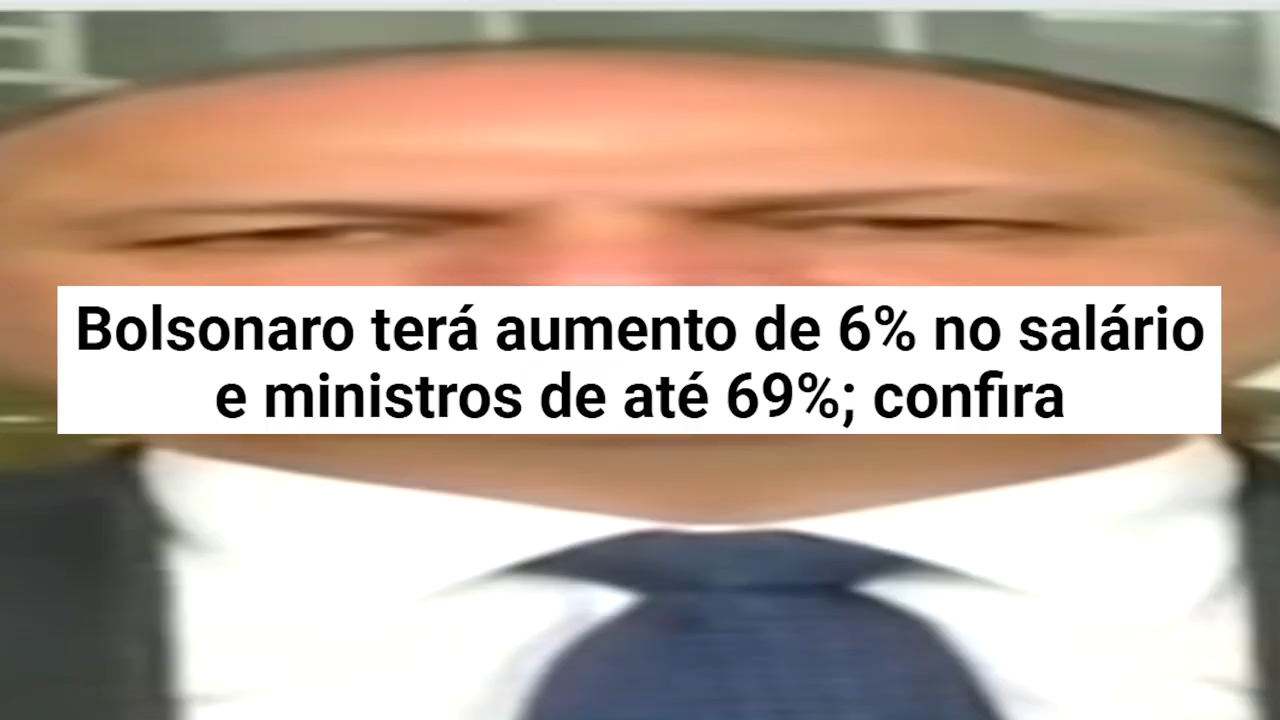 Bolsonaro terá aumento de 6% no salário
e ministros de até 69%; confira